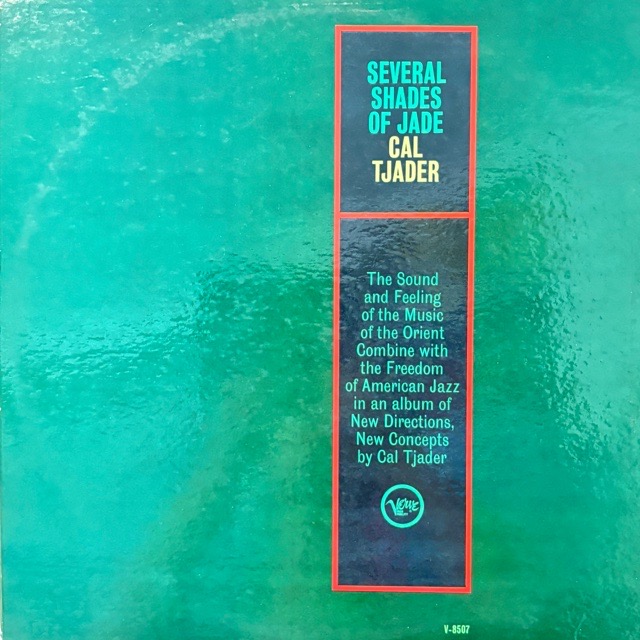 SEVERAL
SHADES
OF JADE
CAL
TJADER
The Sound
and Feeling
of the Music
of the Orient
Combine with
the Freedom
of American Jazz
in an album of
New Directions,
New Concepts
by Cal Tjader
Verve
V-8507